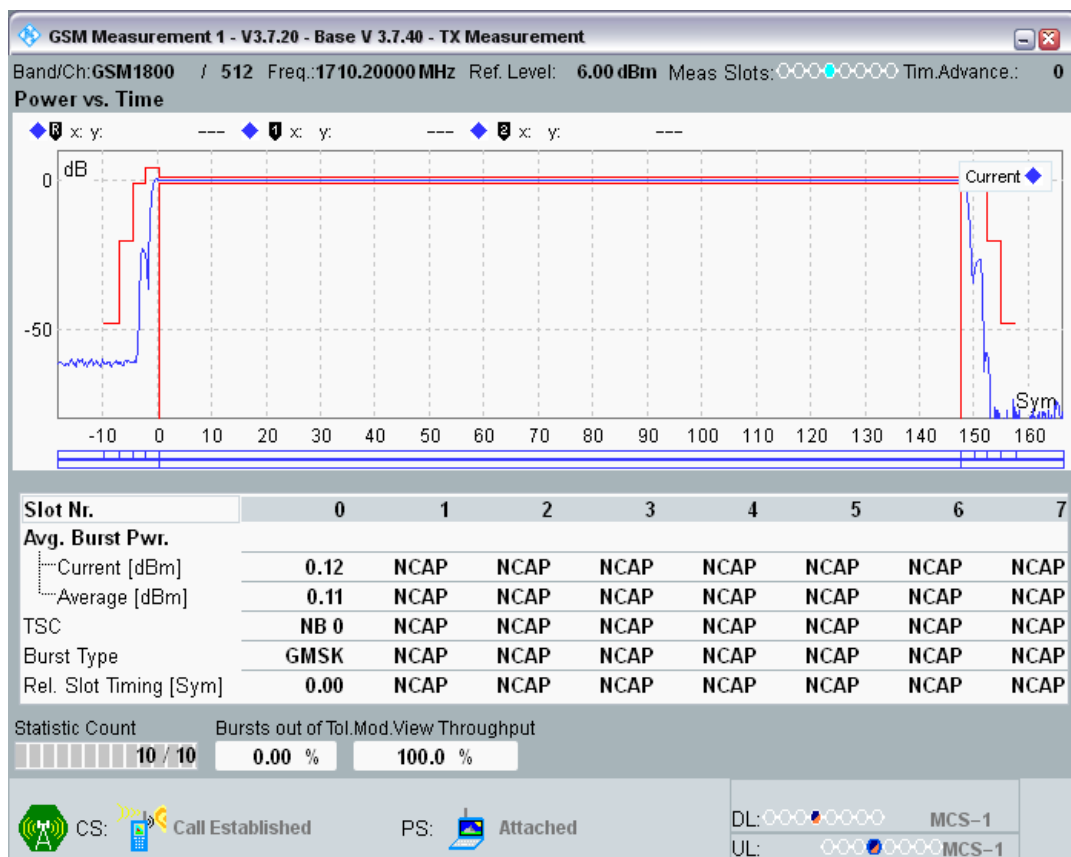 GSM Measurement 1 - V3.7.20 - Base V 3.7.40 - TX Measurement
Band/Ch:GSM1800 / 512 Freq.:1710.20000 MHz Ref. Level: 6.00 dBm Meas Slots: Tim.Advance.: 0
Power vs. Time
R x: y: --- 1 x: y: --- 2 x: y: ---
dB
Current
0
-50
Sym
-10 0 10 20 30 40 50 60 70 80 90 100 110 120 130 140 150 160
Slot Nr. 0 1 2 3 4 5 6 7
Avg. Burst Pwr.
Current [dBm] 0.12 NCAP NCAP NCAP NCAP NCAP NCAP NCAP
Average [dBm] 0.11 NCAP NCAP NCAP NCAP NCAP NCAP NCAP
TSC NB 0 NCAP NCAP NCAP NCAP NCAP NCAP NCAP
Burst Type GMSK NCAP NCAP NCAP NCAP NCAP NCAP NCAP
Rel. Slot Timing [Sym] 0.00 NCAP NCAP NCAP NCAP NCAP NCAP NCAP
Statistic Count Bursts out of Tol. Mod.View Throughput
10 / 10 0.00 % 100.0 %
CS: Call Established PS: Attached
DL: MCS-1
UL: MCS-1